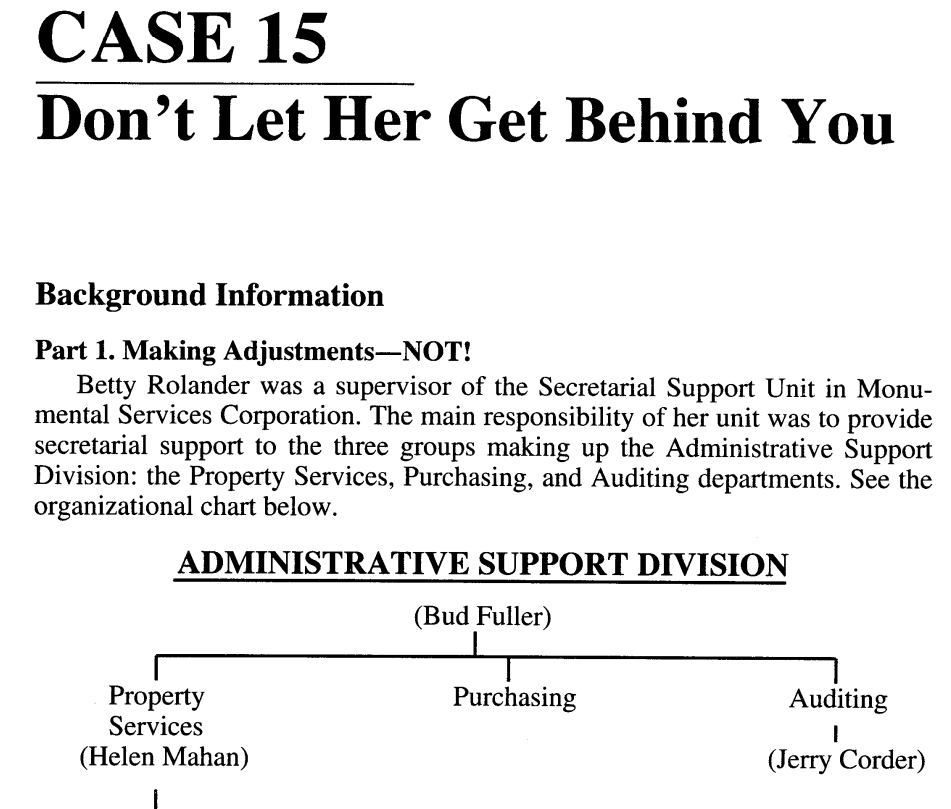 CASE 15
Don't Let Her Get Behind You
Background Information
Part 1. Making Adjustments—NOT!
Betty Rolander was a supervisor of the Secretarial Support Unit in Monu-
mental Services Corporation. The main responsibility of her unit was to provide
secretarial support to the three groups making up the Administrative Support
Division: the Property Services, Purchasing, and Auditing departments. See the
organizational chart below.
ADMINISTRATIVE SUPPORT DIVISION
(Bud Fuller)
Property Purchasing Auditing
Services
(Helen Mahan) (Jerry Corder)